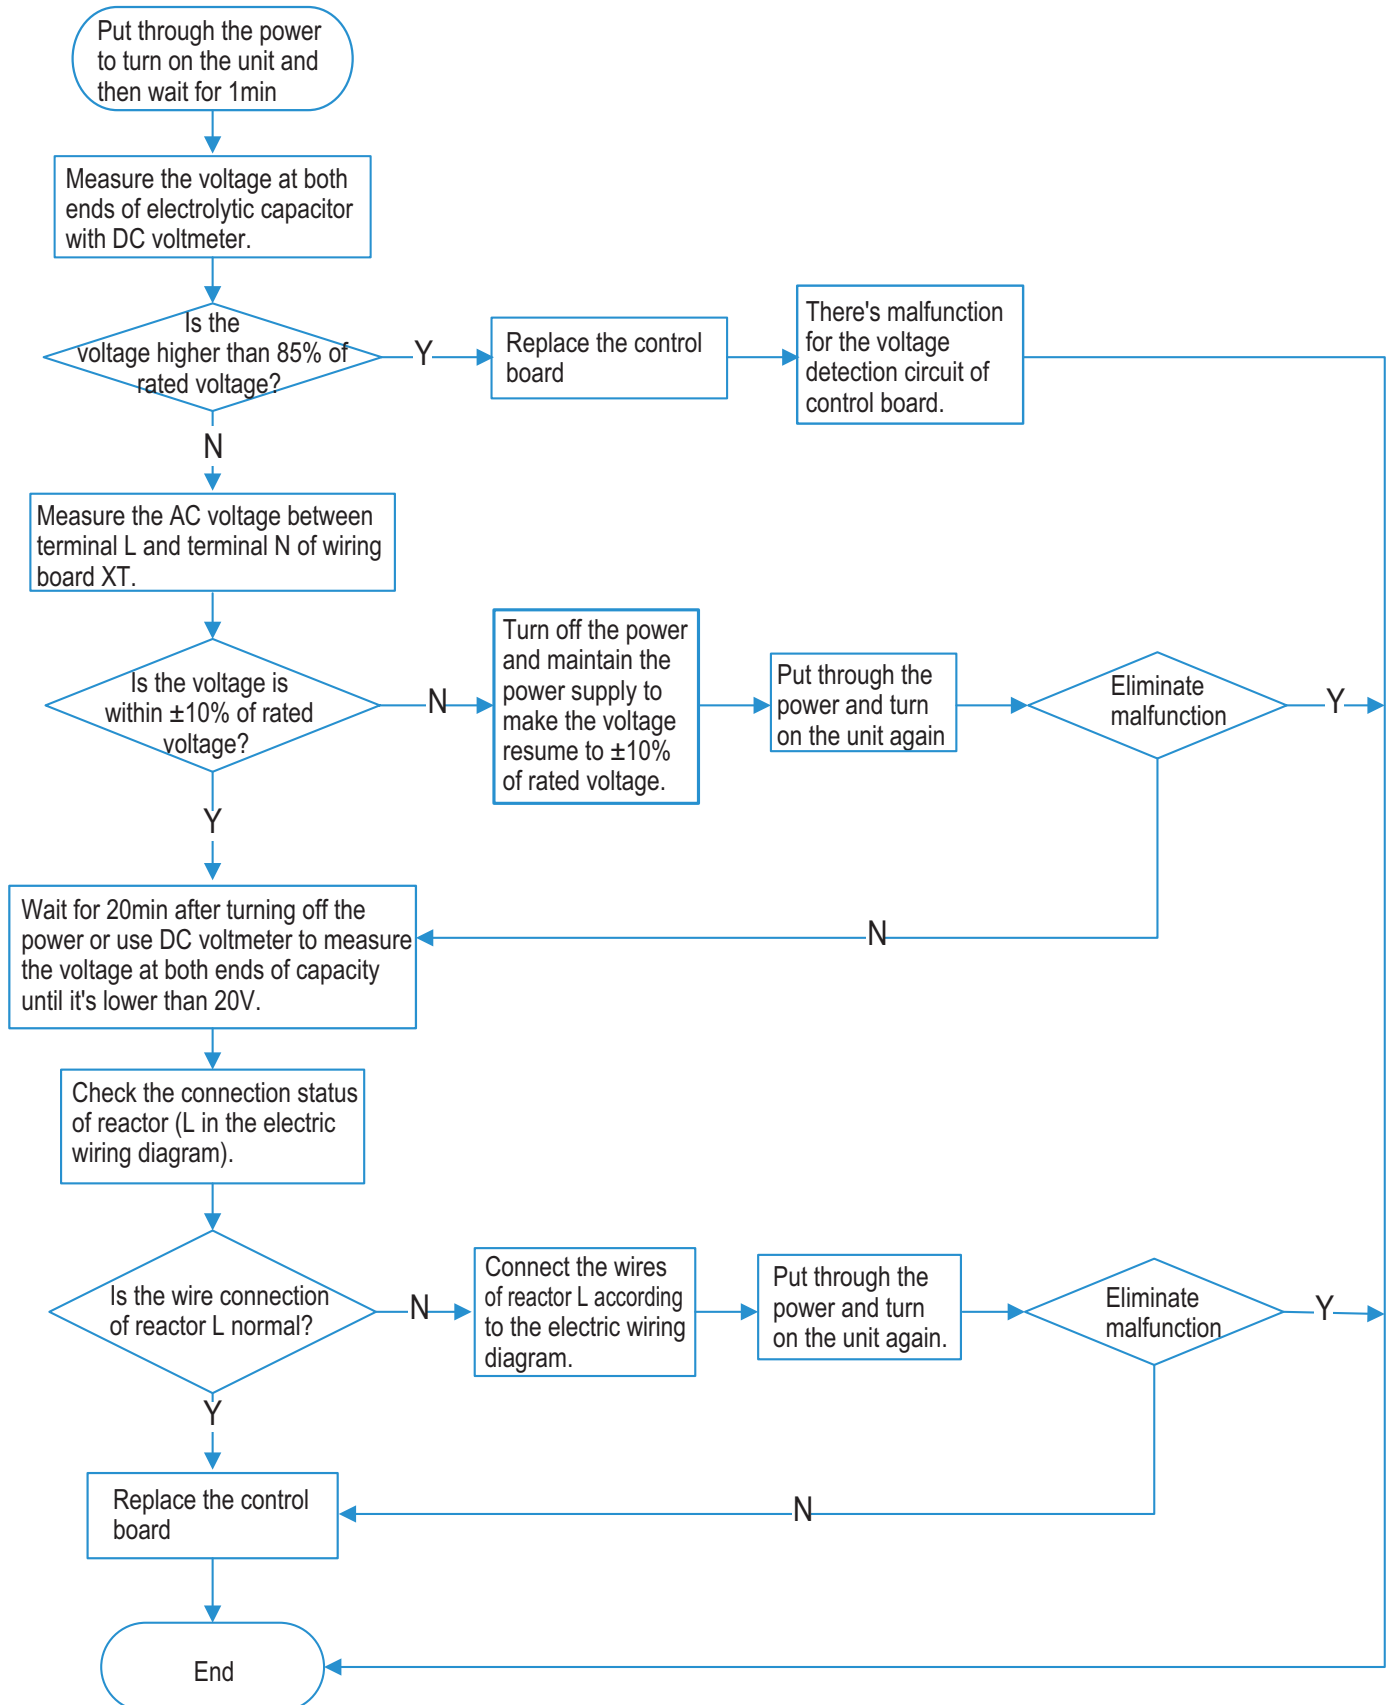 Put through the power
to turn on the unit and
then wait for 1min
Measure the voltage at both
ends of electrolytic capacitor
with DC voltmeter.
Is the
voltage higher than 85% of
rated voltage?
Y
Replace the control
board
There's malfunction
for the voltage
detection circuit of
control board.
N
Measure the AC voltage between
terminal L and terminal N of wiring
board XT.
Is the voltage is
within ±10% of rated
voltage?
N
Turn off the power
and maintain the
power supply to
make the voltage
resume to ±10%
of rated voltage.
Put through the
power and turn
on the unit again
Eliminate
malfunction
Y
Y
N
Wait for 20min after turning off the
power or use DC voltmeter to measure
the voltage at both ends of capacity
until it's lower than 20V.
Check the connection status
of reactor (L in the electric
wiring diagram).
Is the wire connection
of reactor L normal?
N
Connect the wires
of reactor L according
to the electric wiring
diagram.
Put through the
power and turn
on the unit again.
Eliminate
malfunction
Y
Y
N
Replace the control
board
End